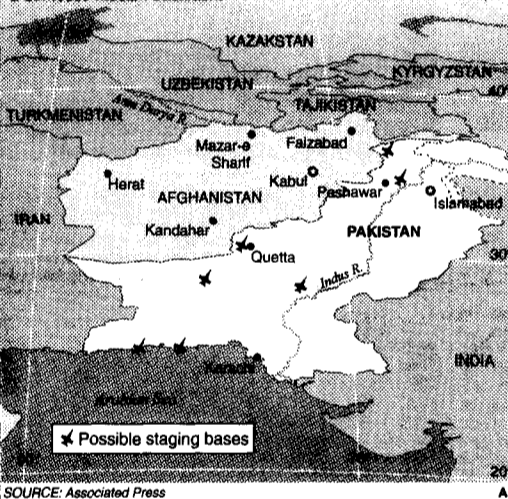 KAZAKSTAN
KYRGYZSTAN
UZBEKISTAN
40°
Amu Darya R.
TAJIKISTAN
TURKMENISTAN
Mazar-e
Sharif
Faizabad
Herat
Kabul
Peshawar
Islamabad
AFGHANISTAN
IRAN
Kandahar
PAKISTAN
Quetta
30°
Indus R.
INDIA
Karachi
Arabian Sea
Possible staging bases
20°
SOURCE: Associated Press
A